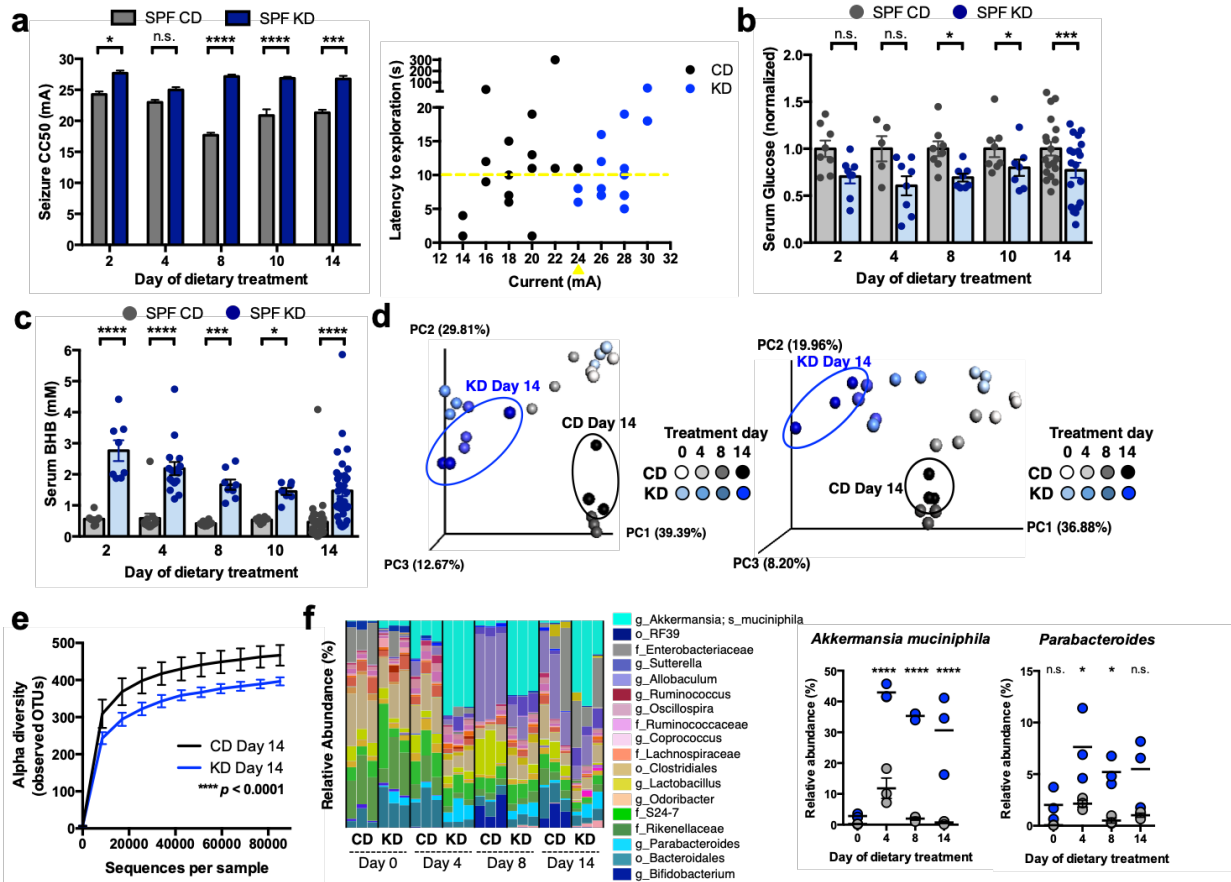 a
SPF CD SPF KD
* n.s. **** **** ***
Seizure CC50 (mA)
30
25
20
15
10
5
0
2 4 8 10 14
Day of dietary treatment
CD
KD
Latency to exploration (s)
300
200
100
20
15
10
5
0
12 14 16 18 20 22 24 26 28 30 32
Current (mA)
b
SPF CD SPF KD
n.s. n.s. * * ***
Serum Glucose (normalized)
2.0
1.5
1.0
0.5
0.0
2 4 8 10 14
Day of dietary treatment
c
SPF CD SPF KD
**** **** *** * ****
Serum BHB (mM)
6
5
4
3
2
1
0
2 4 8 10 14
Day of dietary treatment
d
PC2 (29.81%)
KD Day 14
CD Day 14
PC1 (39.39%)
PC3 (12.67%)
Treatment day
0 4 8 14
CD
KD
PC2 (19.96%)
KD Day 14
CD Day 14
PC1 (36.88%)
PC3 (8.20%)
Treatment day
0 4 8 14
CD
KD
e
Alpha diversity
(observed OTUs)
500
400
300
200
100
0
CD Day 14
KD Day 14
**** p < 0.0001
0 20000 40000 60000 80000
Sequences per sample
f
Relative Abundance (%)
CD KD CD KD CD KD CD KD
Day 0 Day 4 Day 8 Day 14
g_Akkermansia; s_muciniphila
o_RF39
f_Enterobacteriaceae
g_Sutterella
g_Allobaculum
g_Ruminococcus
g_Oscillospira
f_Ruminococcaceae
g_Coprococcus
f_Lachnospiraceae
o_Clostridiales
g_Lactobacillus
g_Odoribacter
f_S24-7
f_Rikenellaceae
g_Parabacteroides
o_Bacteroidales
g_Bifidobacterium
Akkermansia muciniphila
**** **** ****
Relative abundance (%)
50
40
30
20
10
0
0 4 8 14
Day of dietary treatment
Parabacteroides
n.s. * * n.s.
Relative abundance (%)
15
10
5
0
0 4 8 14
Day of dietary treatment